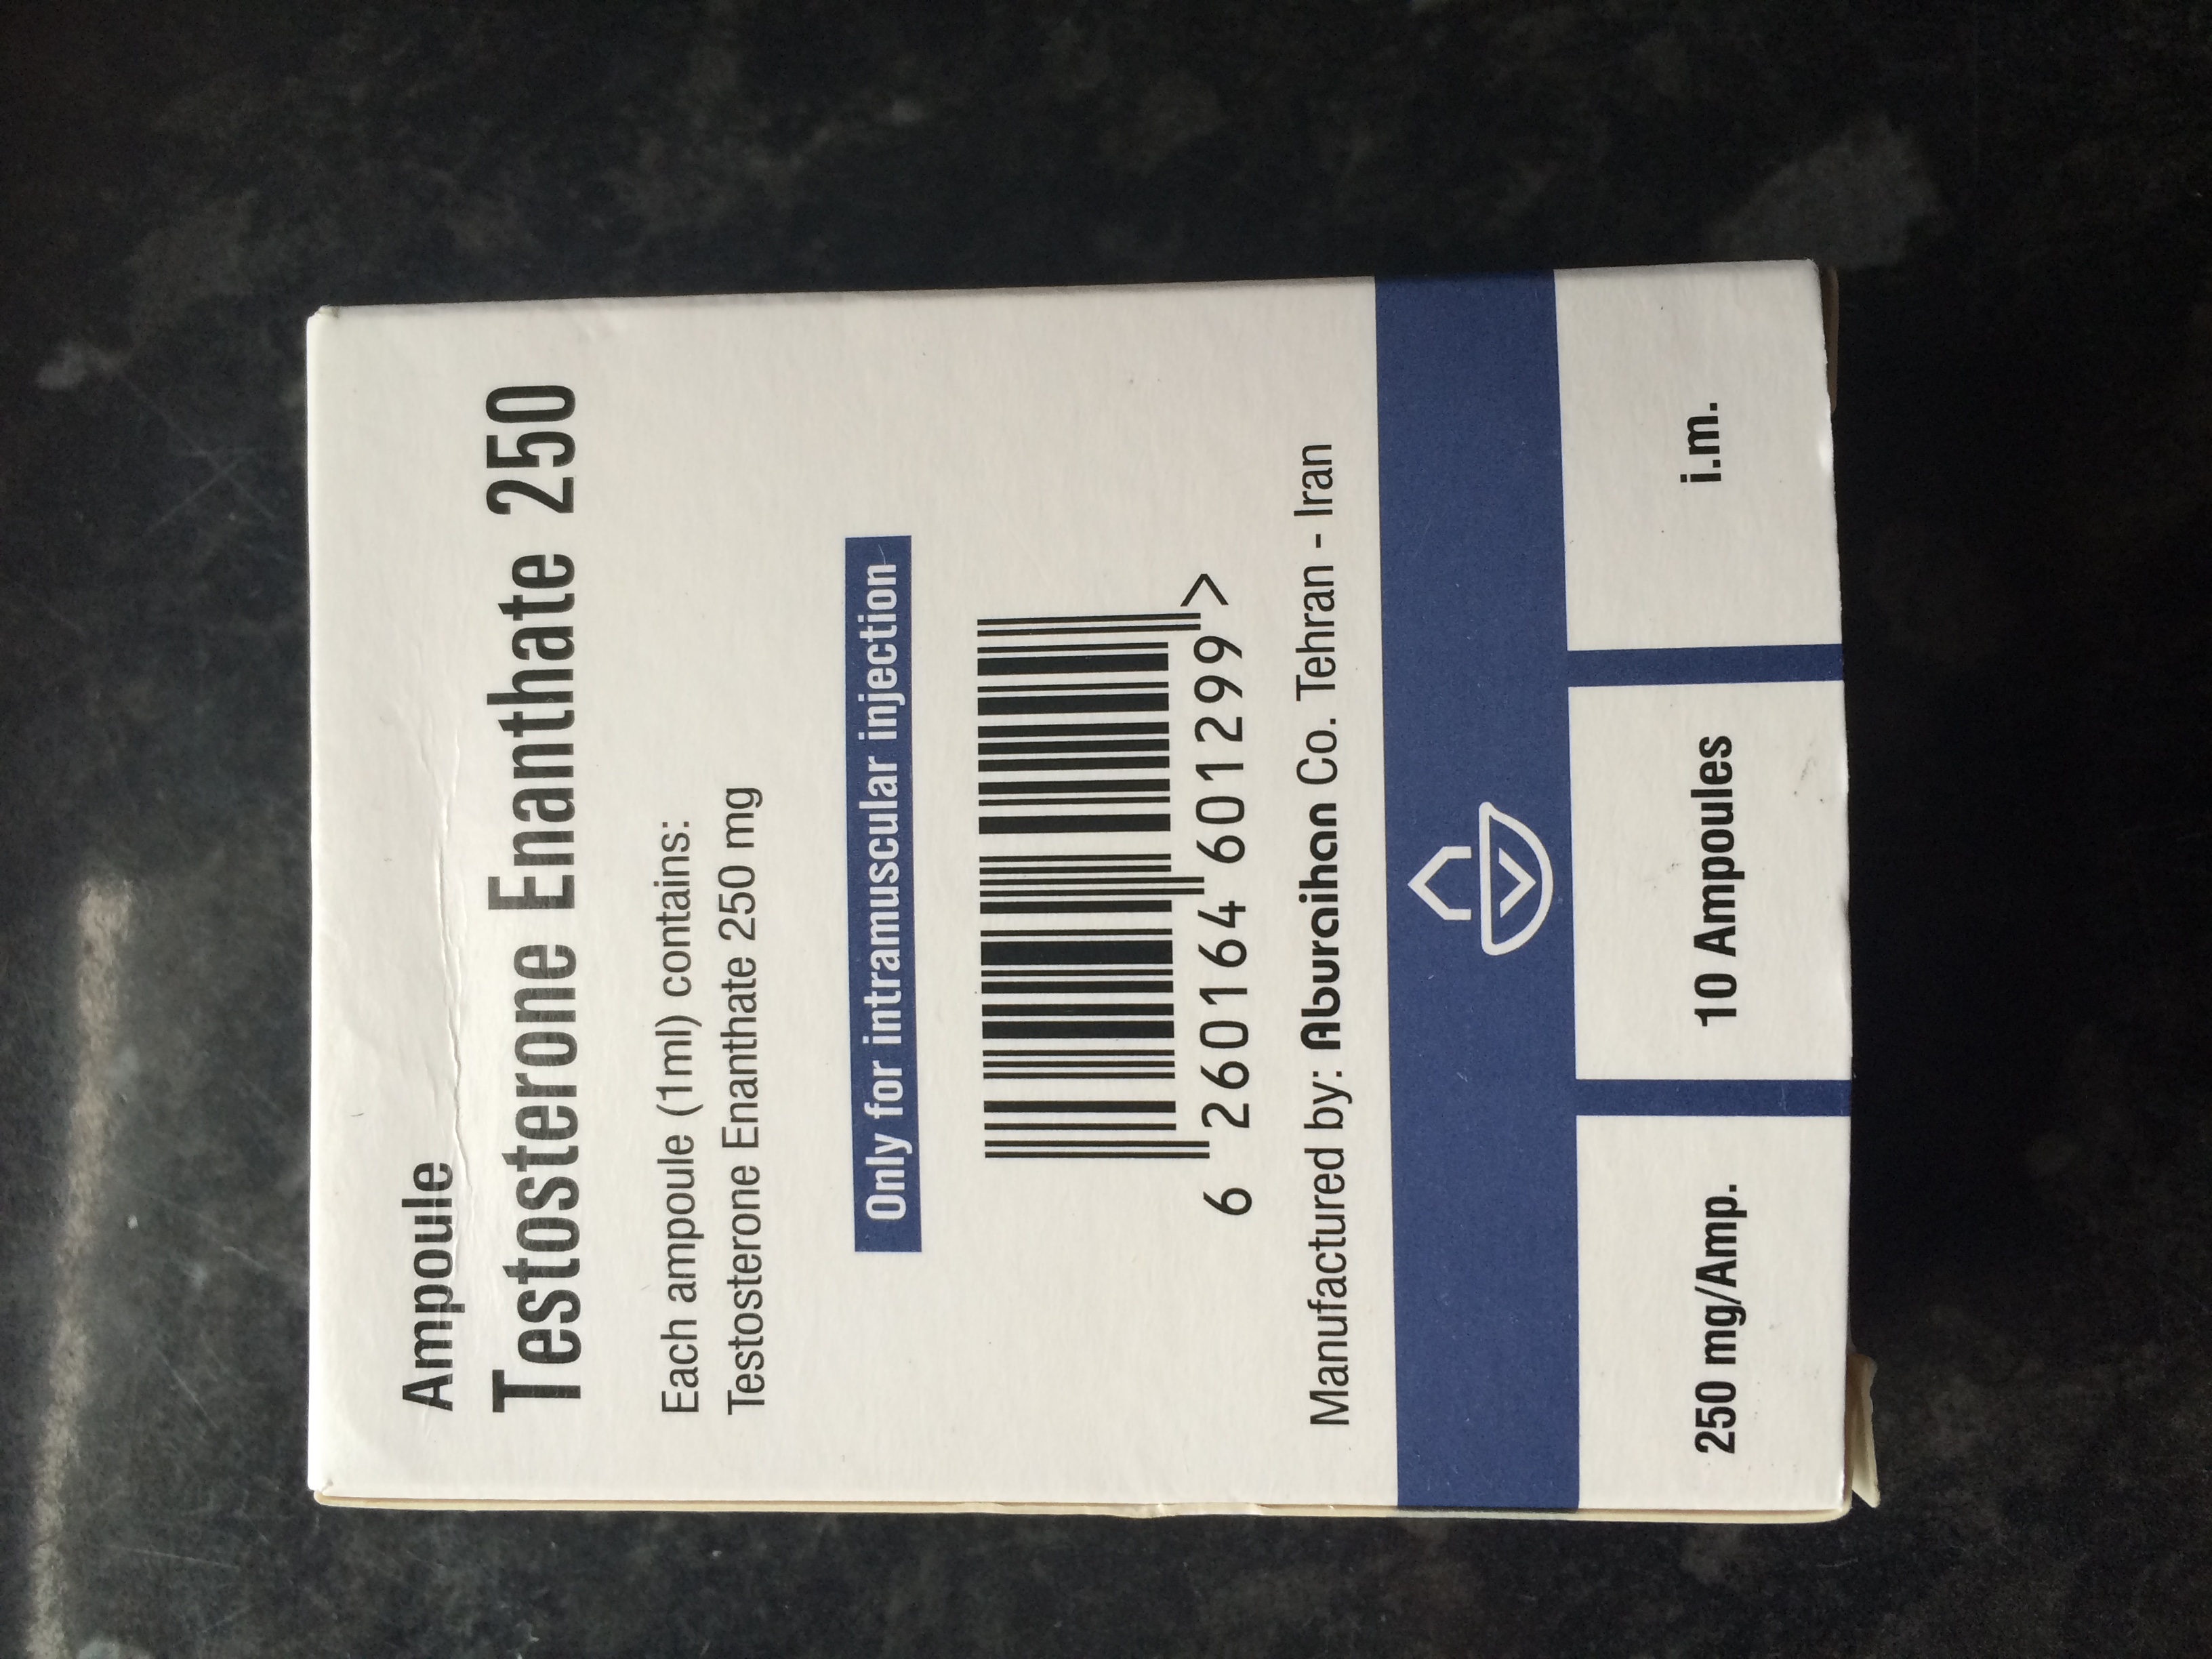 Ampoule
Testosterone Enanthate 250
Each ampoule (1ml) contains:
Testosterone Enanthate 250 mg
Only for intramuscular injection
6 260164 601299 >
Manufactured by: Aburaihan Co. Tehran - Iran
250 mg/Amp.
10 Ampoules
i.m.